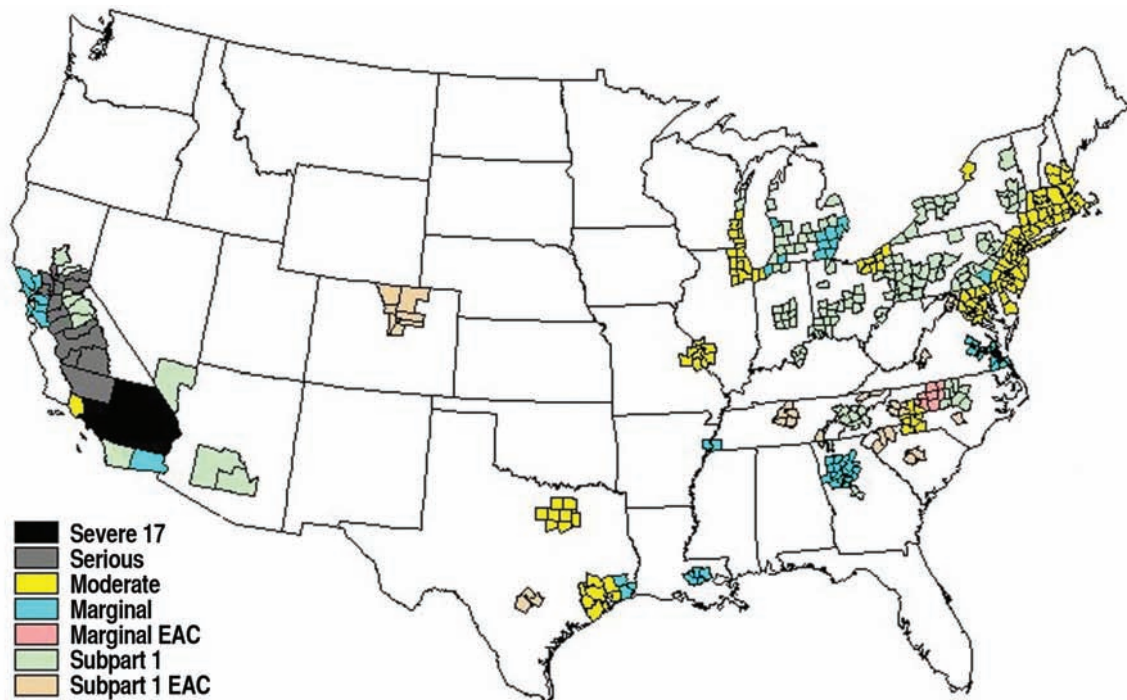 Severe 17
Serious
Moderate
Marginal
Marginal EAC
Subpart 1
Subpart 1 EAC